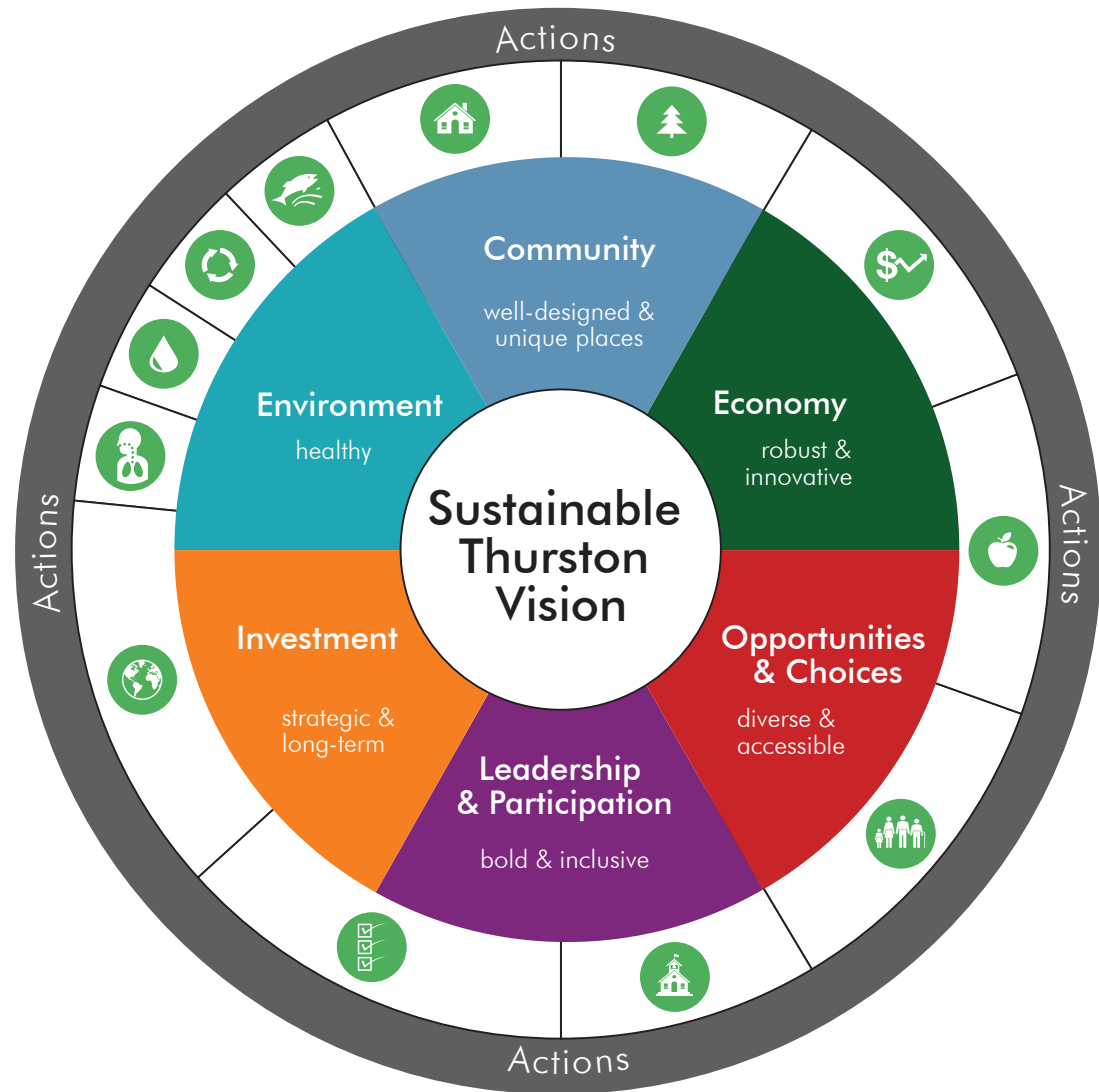 Actions
Community
well-designed &
unique places
Economy
robust &
innovative
Environment
healthy
Sustainable
Thurston
Vision
Actions
Actions
Investment
strategic &
long-term
Opportunities
& Choices
diverse &
accessible
Leadership
& Participation
bold & inclusive
$
Actions